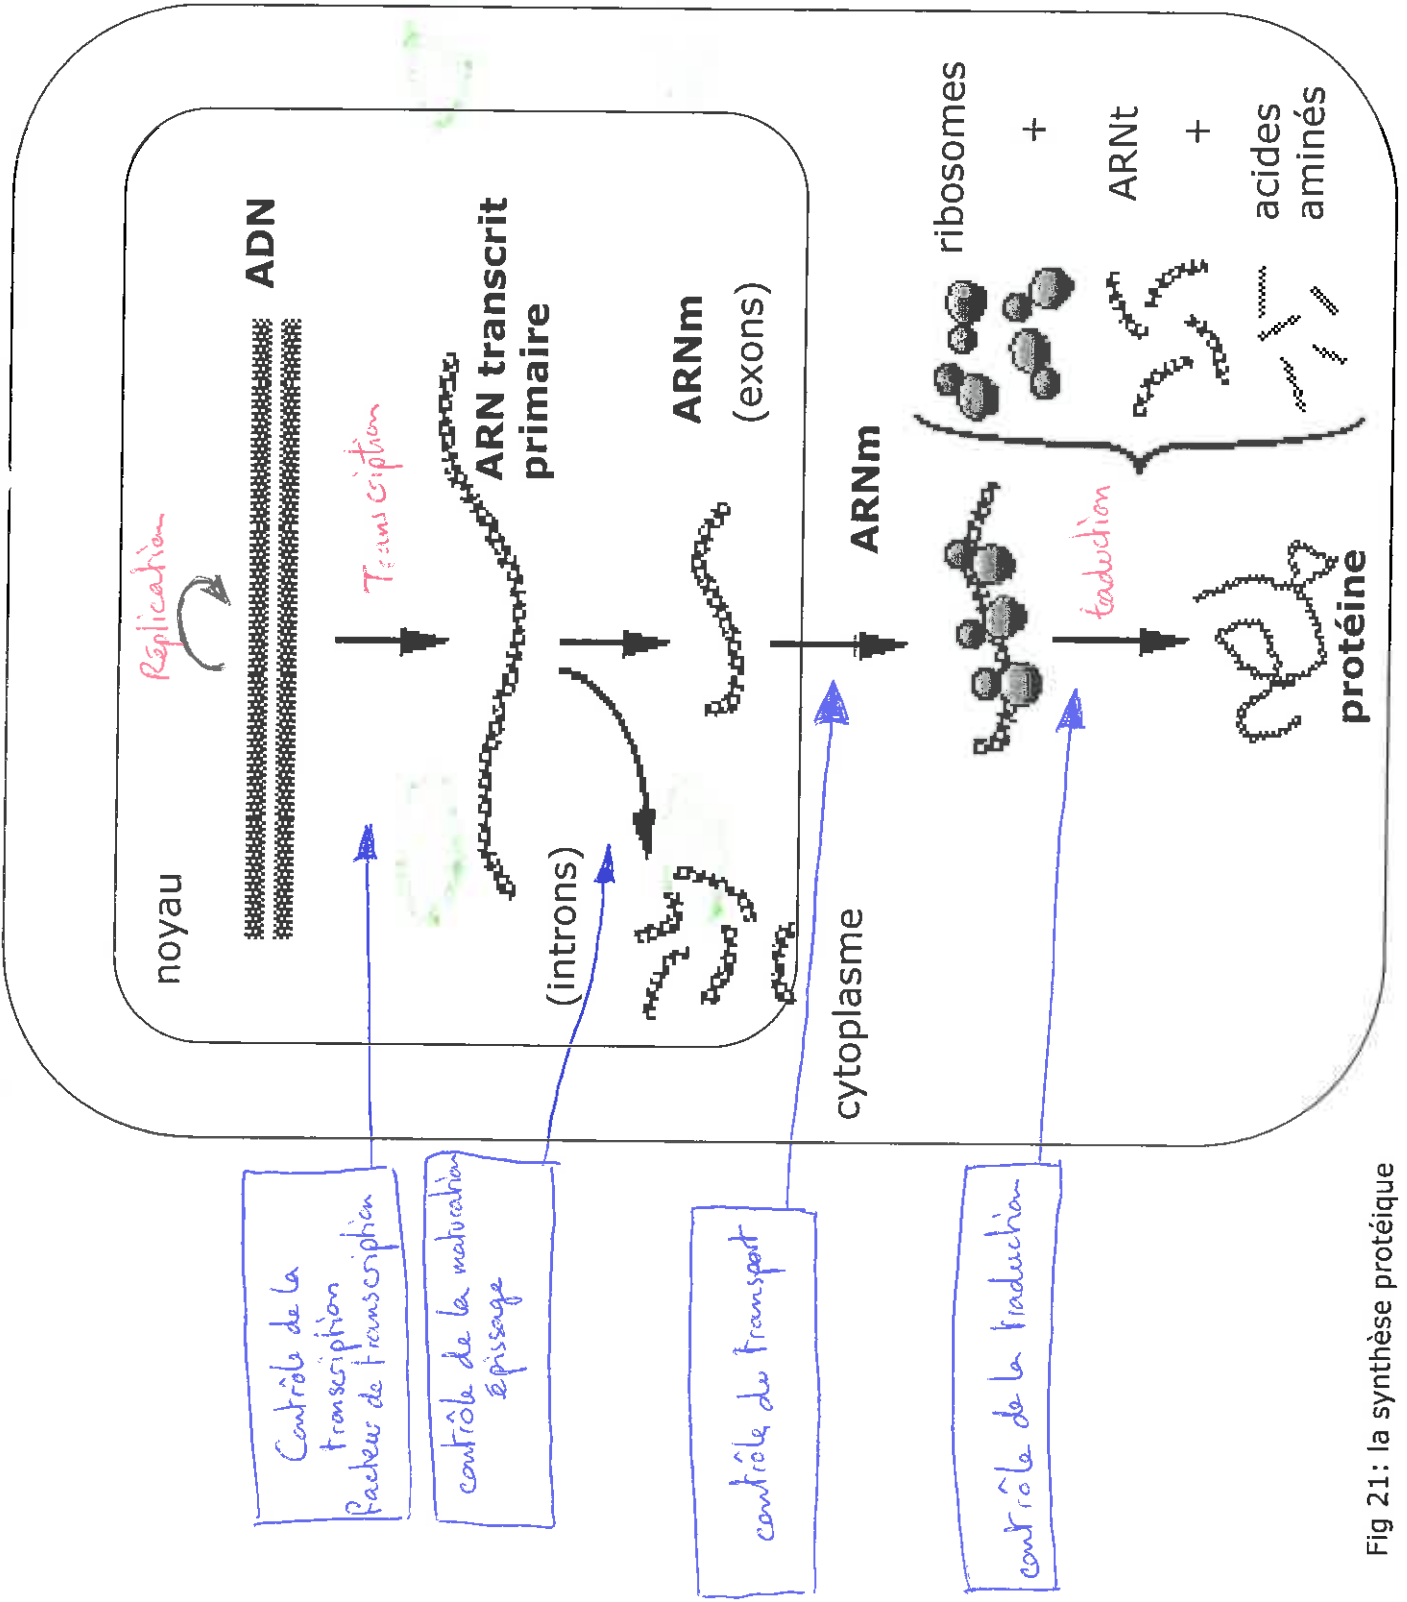 Réplication
noyau
ADN
Transcription
ARN transcrit
primaire
(introns)
ARNm
(exons)
cytoplasme
ARNm
ribosomes
+
ARNt
+
acides
aminés
traduction
protéine
Contrôle de la
transcription
facteur de transcription
contrôle de la maturation
épissage
contrôle du transport
contrôle de la traduction
Fig 21: la synthèse protéique